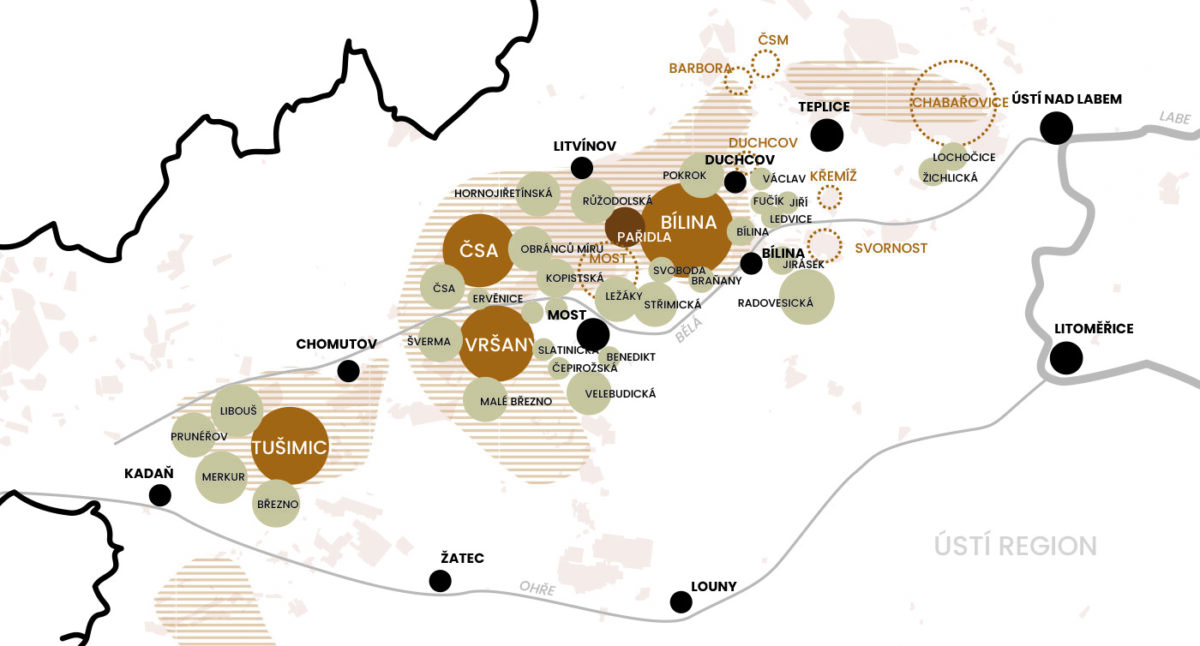 ČSM
BARBORA
TEPLICE
CHABAŘOVICE
ÚSTÍ NAD LABEM
LABE
LITVÍNOV
DUCHCOV
DUCHCOV
LOCHOČICE
ŽICHLICKÁ
POKROK
VÁCLAV
KŘEMÍŽ
HORNOJIŘETÍNSKÁ
RŮŽODOLSKÁ
FUČÍK
JIŘÍ
LEDVICE
BÍLINA
PAŘIDLA
BÍLINA
ČSA
OBRÁNCŮ MÍRU
MOST
BÍLINA
SVORNOST
JIRÁSEK
SVOBODA
BRAŇANY
KOPISTSKÁ
ČSA
ERVĚNICE
LEŽÁKY
STŘIMICKÁ
RADOVESICKÁ
MOST
BĚLÁ
LITOMĚŘICE
CHOMUTOV
ŠVERMA
VRŠANY
SLATINICKÁ
BENEDIKT
ČEPIROŽSKÁ
VELEBUDICKÁ
MALÉ BŘEZNO
LIBOUŠ
PRUNÉŘOV
TUŠIMIC
KADAŇ
MERKUR
BŘEZNO
ÚSTÍ REGION
ŽATEC
OHŘE
LOUNY